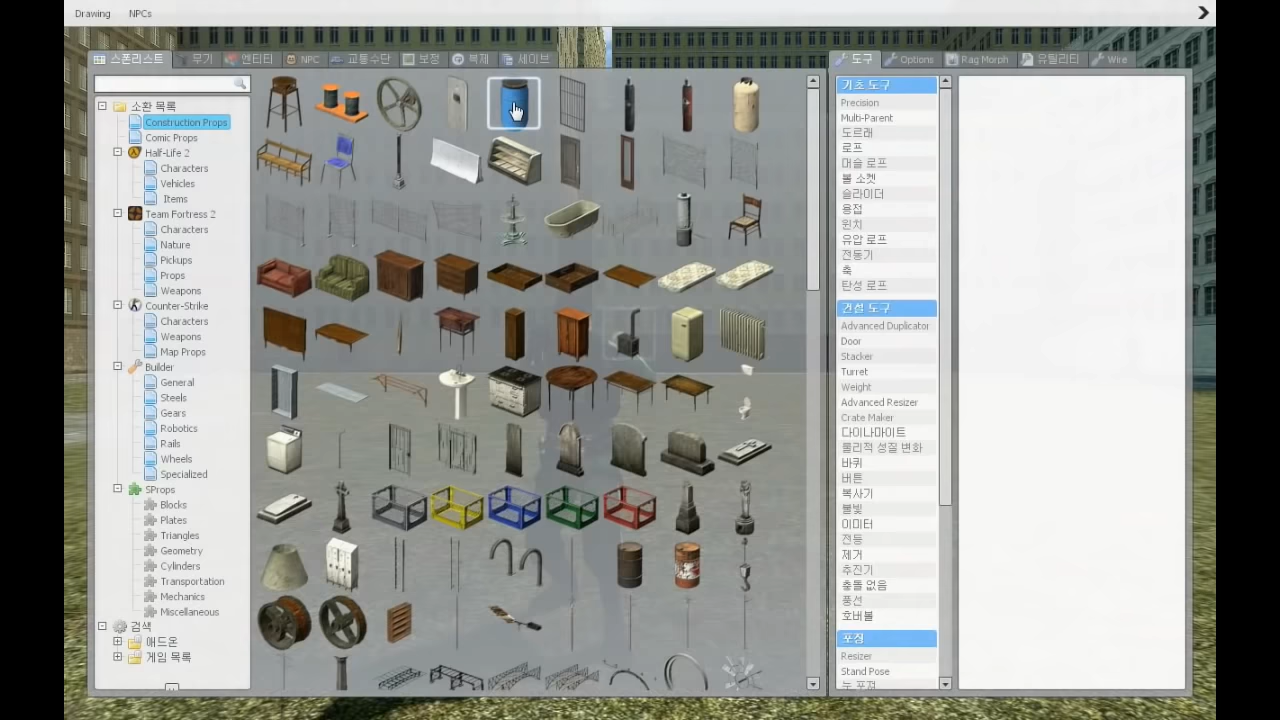 Drawing NPCs
스폰리스트 무기 엔티티 NPC 교통수단 보정 복제 세이브
소환 목록
Construction Props
Comic Props
Half-Life 2
Characters
Vehicles
Items
Team Fortress 2
Characters
Nature
Pickups
Props
Weapons
Counter-Strike
Characters
Weapons
Map Props
Builder
General
Steels
Gears
Robotics
Rails
Wheels
Specialized
SProps
Blocks
Plates
Triangles
Geometry
Cylinders
Transportation
Mechanics
Miscellaneous
검색
애드온
게임 목록
도구 Options Rag Morph 유틸리티 Wire
기초 도구
Precision
Multi-Parent
도르래
로프
머슬 로프
볼 소켓
슬라이더
용접
윈치
유압 로프
전동기
축
탄성 로프
건설 도구
Advanced Duplicator
Door
Stacker
Turret
Weight
Advanced Resizer
Crate Maker
다이나마이트
물리적 성질 변화
바퀴
버튼
복사기
불빛
이미터
전등
제거
추진기
충돌 없음
풍선
호버볼
포징
Resizer
Stand Pose
눈 포져